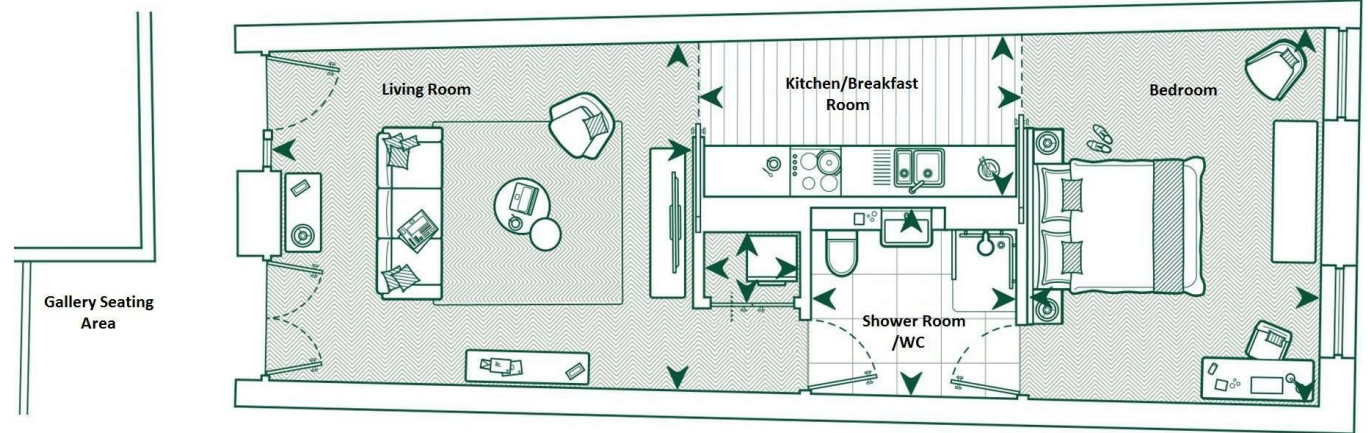 Living Room
Kitchen/Breakfast
Room
Bedroom
Gallery Seating
Area
Shower Room
/WC